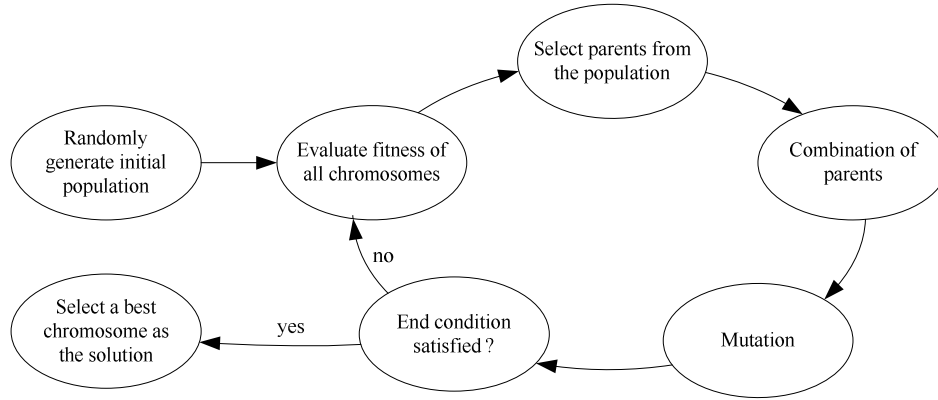 Select parents from
the population
Randomly
generate initial
population
Evaluate fitness of
all chromosomes
Combination of
parents
no
Select a best
chromosome as
the solution
yes
End condition
satisfied ?
Mutation